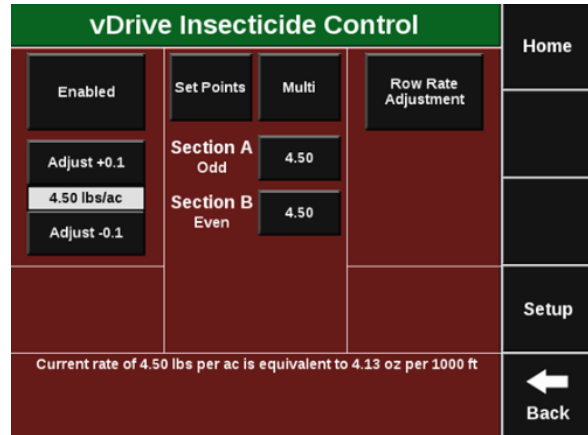 vDrive Insecticide Control
Home
Enabled
Set Points
Multi
Row Rate
Adjustment
Adjust +0.1
4.50 lbs/ac
Adjust -0.1
Section A
Odd
4.50
Section B
Even
4.50
Setup
Current rate of 4.50 lbs per ac is equivalent to 4.13 oz per 1000 ft
Back